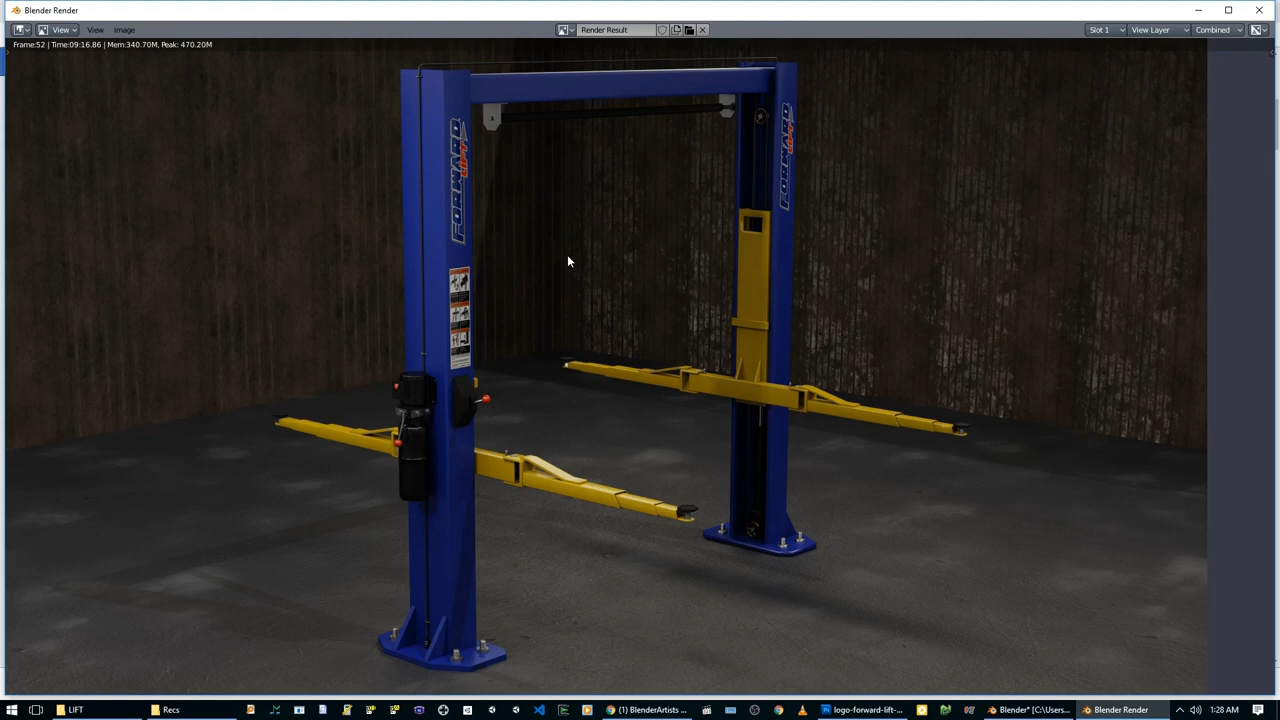 Blender Render
View
View
Image
Render Result
Slot 1
View Layer
Combined
Frame:52 | Time:09:16.86 | Mem:340.70M, Peak: 470.20M
FORWARD
LIFT
FORWARD
LIFT
LIFT
Recs
(1) BlenderArtists ...
logo-forward-lift-...
Blender* [C:\Users...
Blender Render
1:28 AM